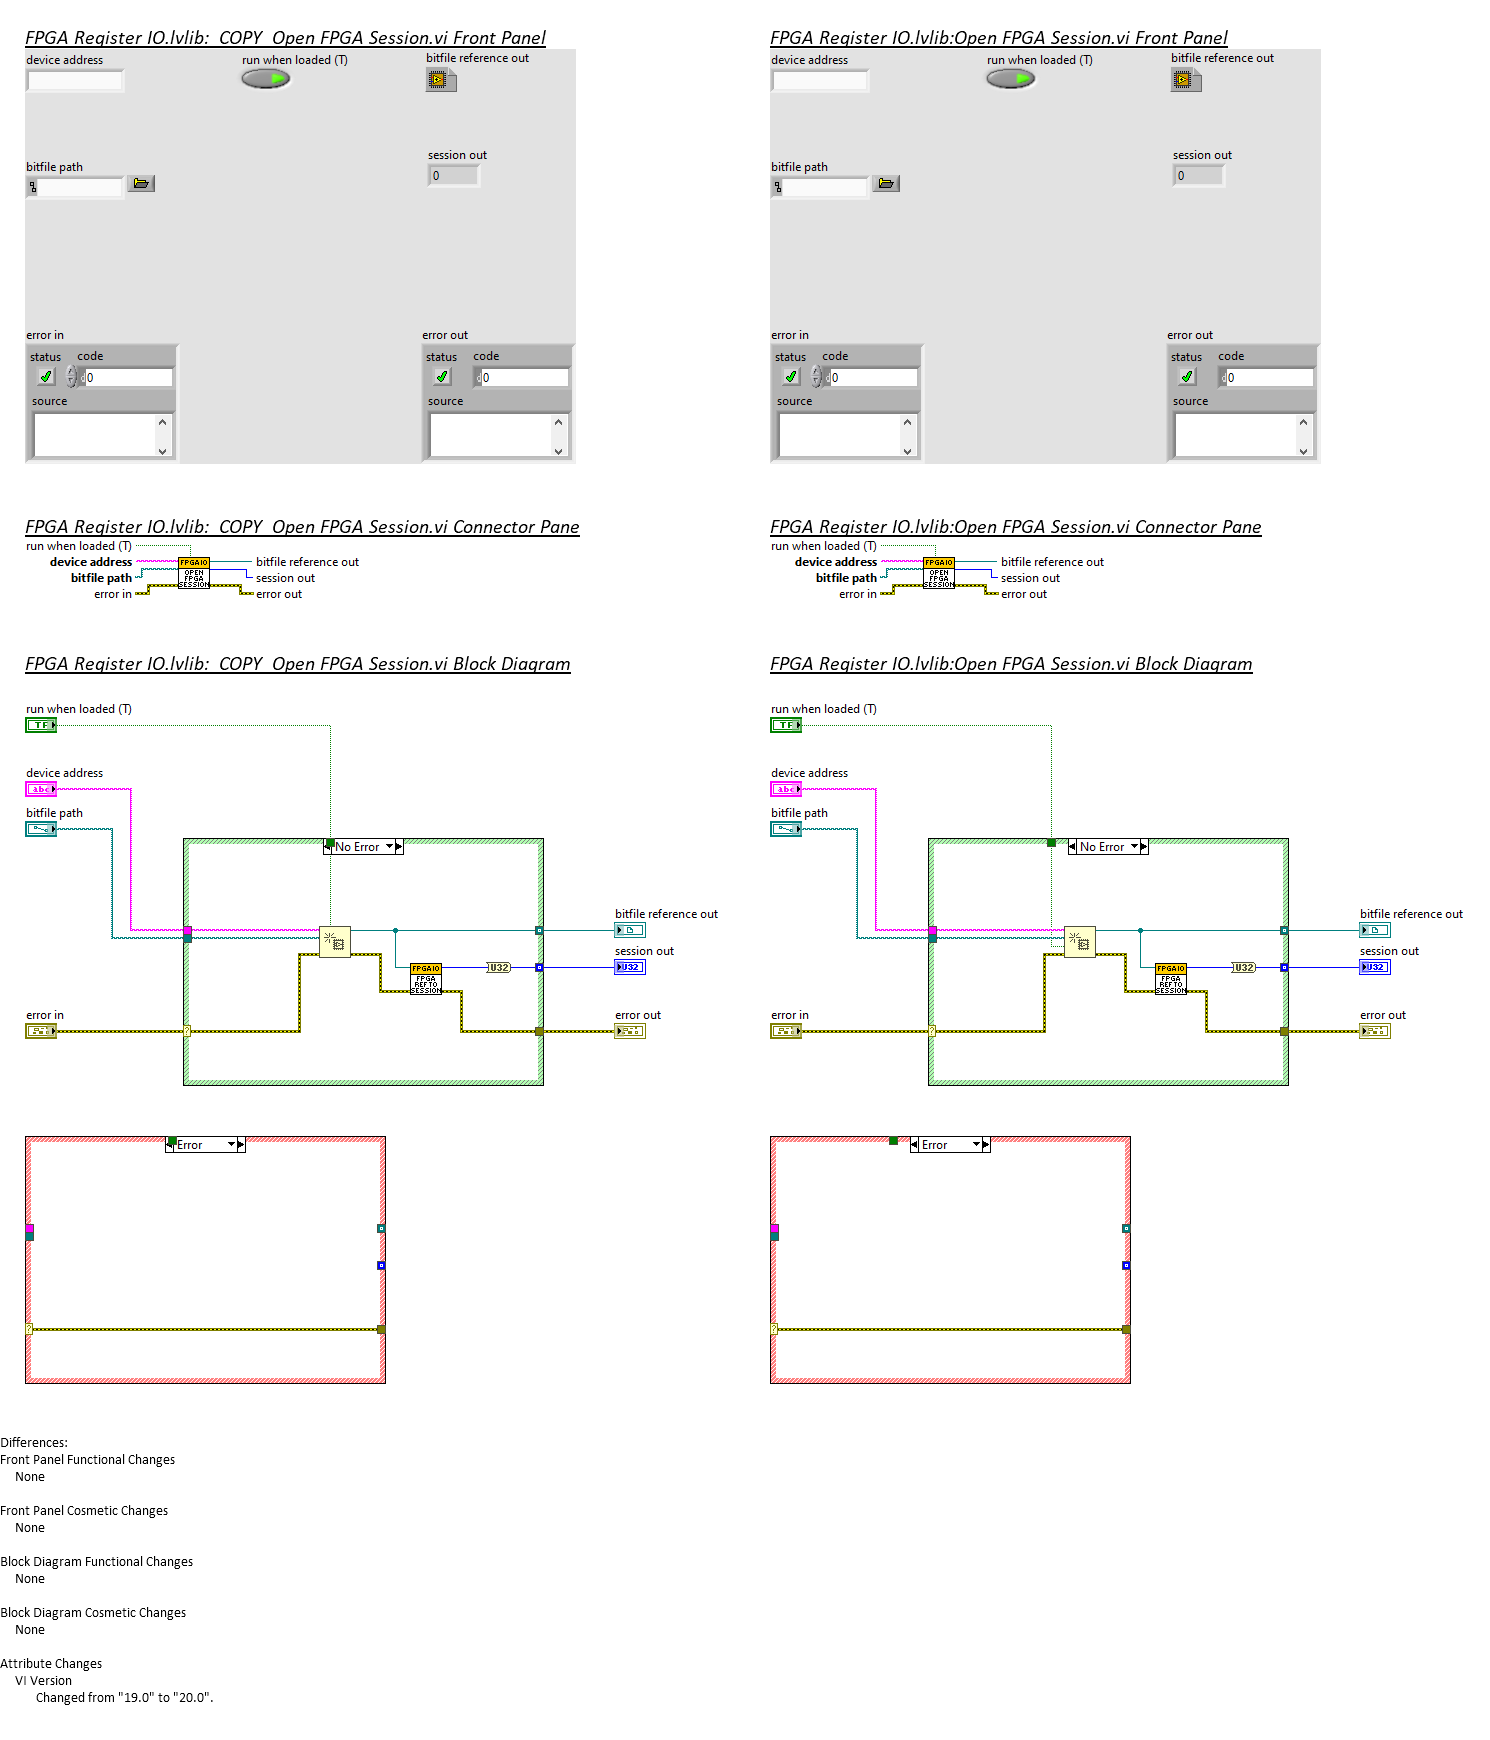 FPGA Register IO.lvlib:  COPY  Open FPGA Session.vi Front Panel
device address
run when loaded (T)
bitfile reference out
bitfile path
session out
0
error in
status
code
0
source
error out
status
code
0
source
FPGA Register IO.lvlib:Open FPGA Session.vi Front Panel
device address
run when loaded (T)
bitfile reference out
bitfile path
session out
0
error in
status
code
0
source
error out
status
code
0
source
FPGA Register IO.lvlib:  COPY  Open FPGA Session.vi Connector Pane
run when loaded (T)
device address
bitfile path
error in
FPGA IO
OPEN
FPGA
SESSION
bitfile reference out
session out
error out
FPGA Register IO.lvlib:Open FPGA Session.vi Connector Pane
run when loaded (T)
device address
bitfile path
error in
FPGA IO
OPEN
FPGA
SESSION
bitfile reference out
session out
error out
FPGA Register IO.lvlib:  COPY  Open FPGA Session.vi Block Diagram
run when loaded (T)
TF
device address
abc
bitfile path
No Error
bitfile reference out
session out
U32
U32
FPGA IO
FPGA
REF TO
SESSION
error in
?
error out
Error
?
FPGA Register IO.lvlib:Open FPGA Session.vi Block Diagram
run when loaded (T)
TF
device address
abc
bitfile path
No Error
bitfile reference out
session out
U32
U32
FPGA IO
FPGA
REF TO
SESSION
error in
?
error out
Error
?
Differences:
Front Panel Functional Changes
None
Front Panel Cosmetic Changes
None
Block Diagram Functional Changes
None
Block Diagram Cosmetic Changes
None
Attribute Changes
VI Version
Changed from "19.0" to "20.0".